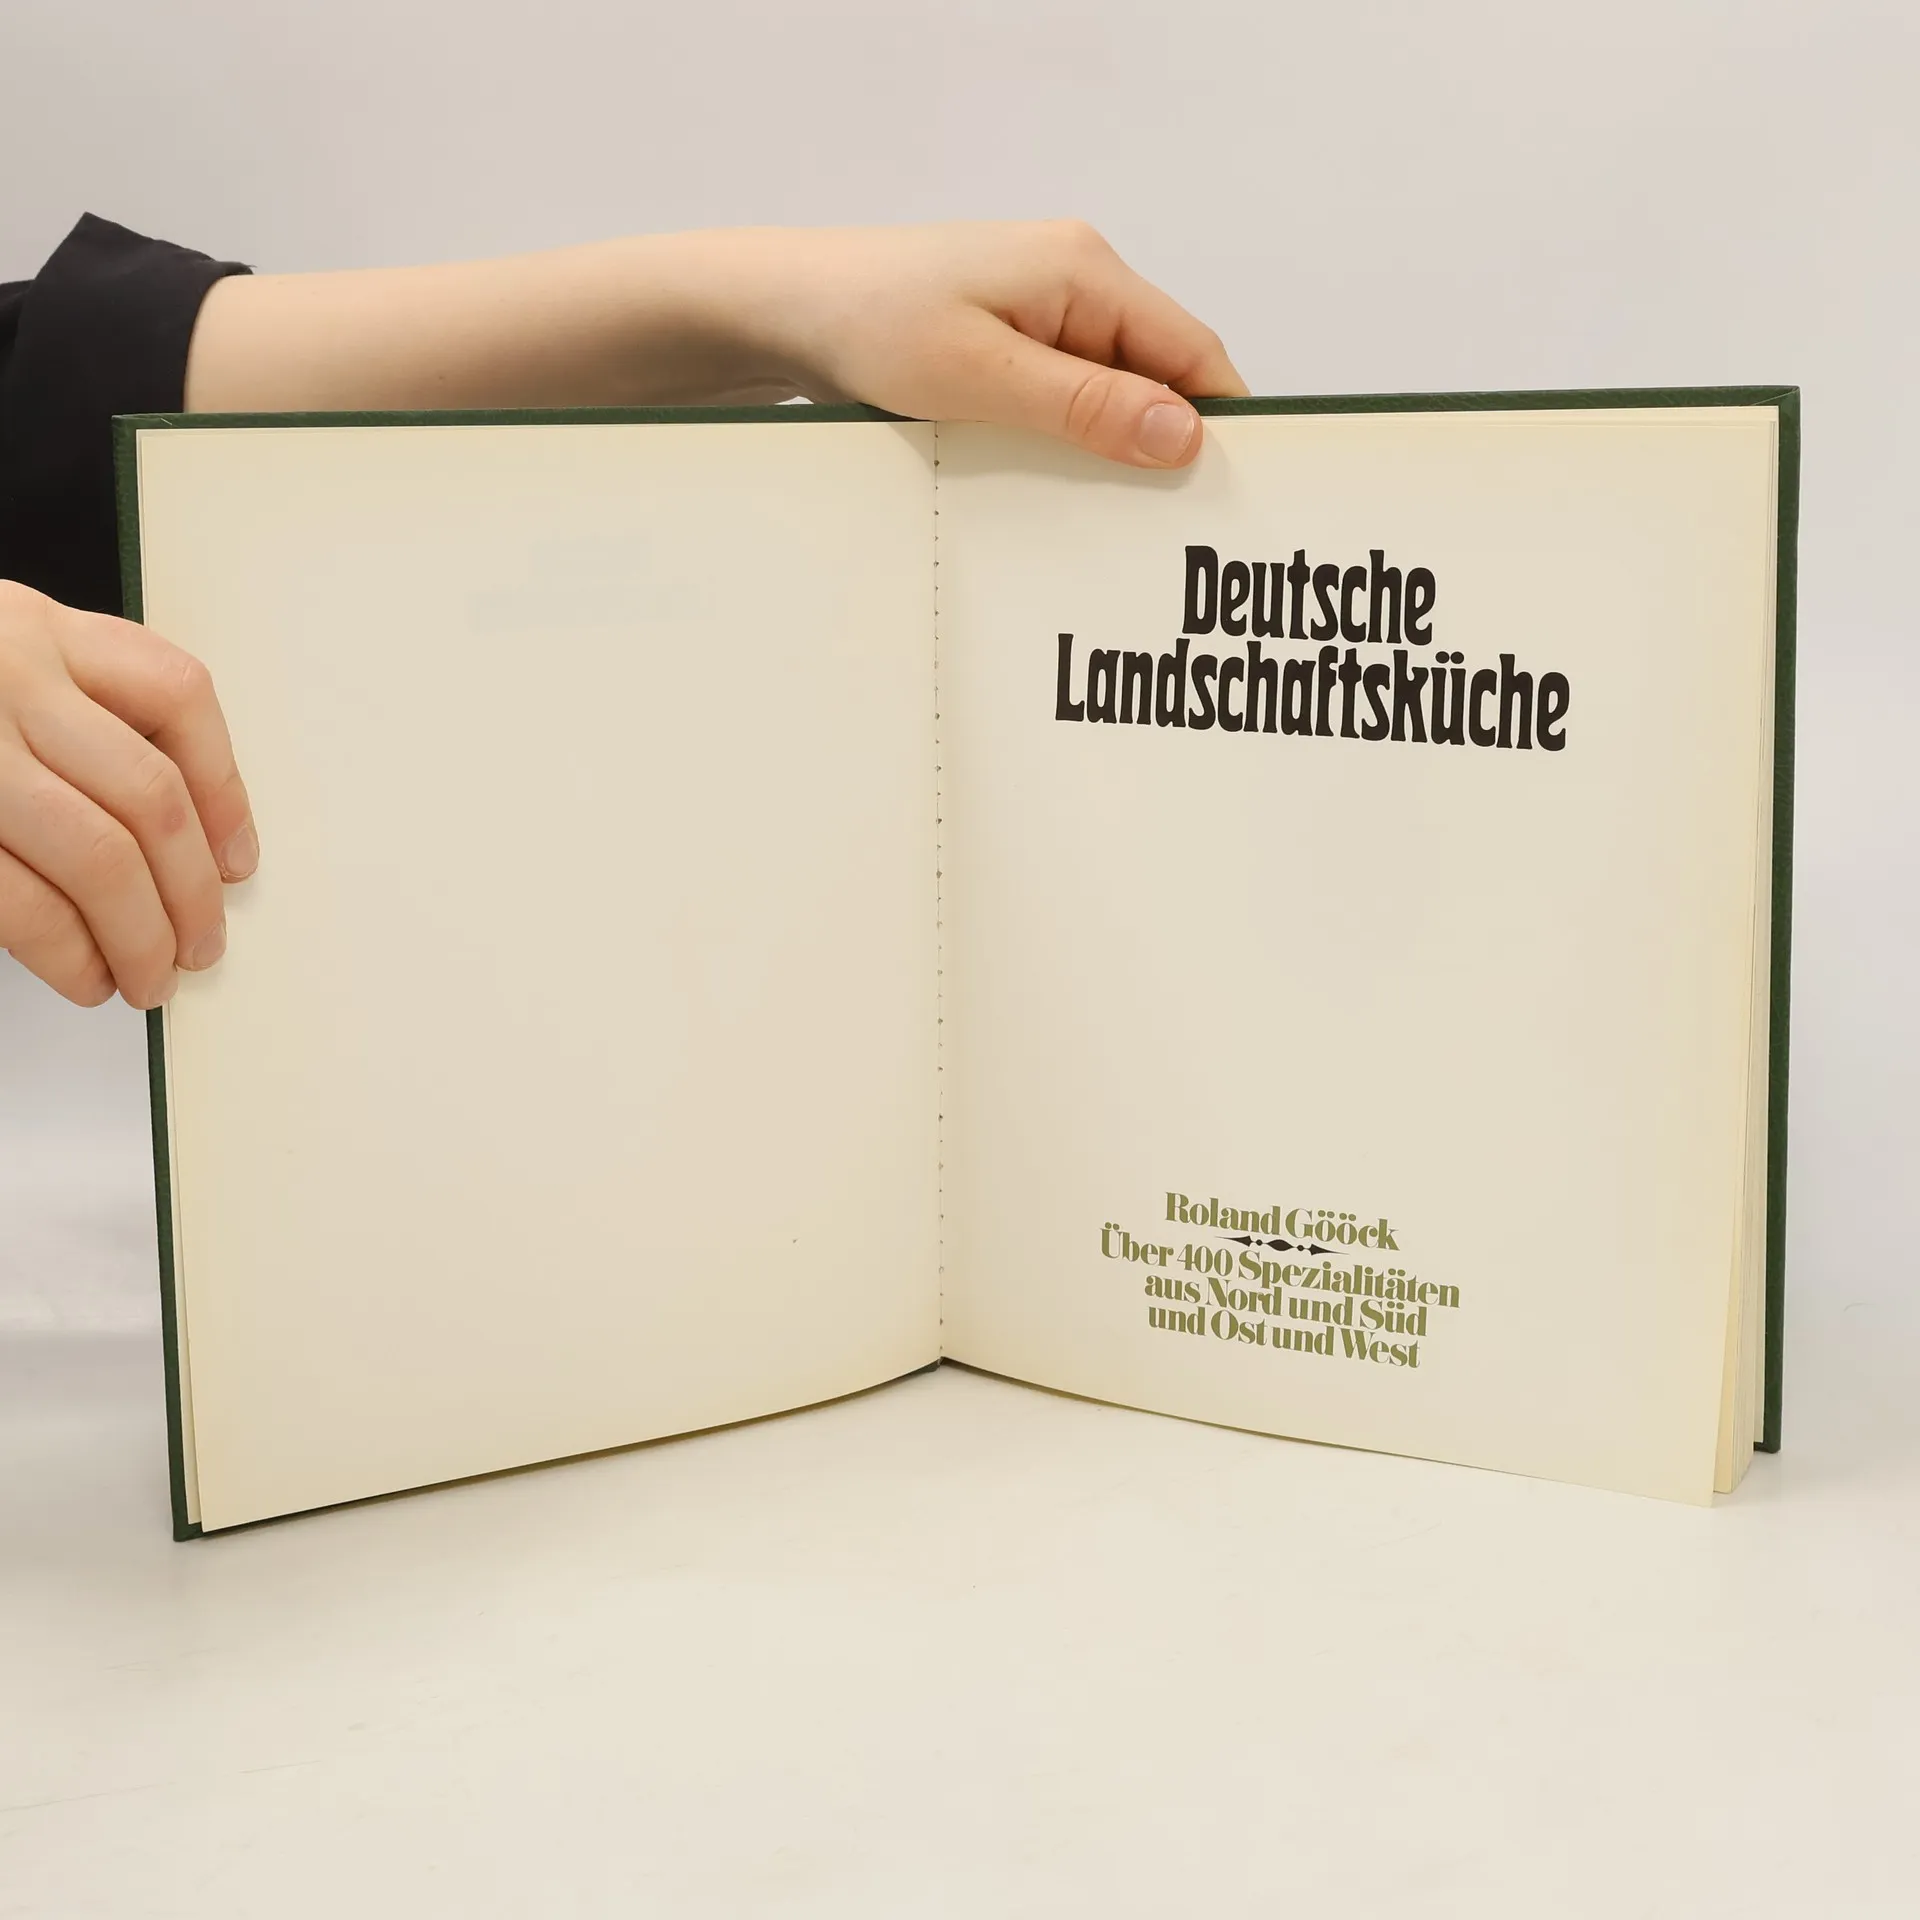 Deutsche
Landschaftsküche
Roland Gööck
Über 400 Spezialitäten
aus Nord und Süd
und Ost und West